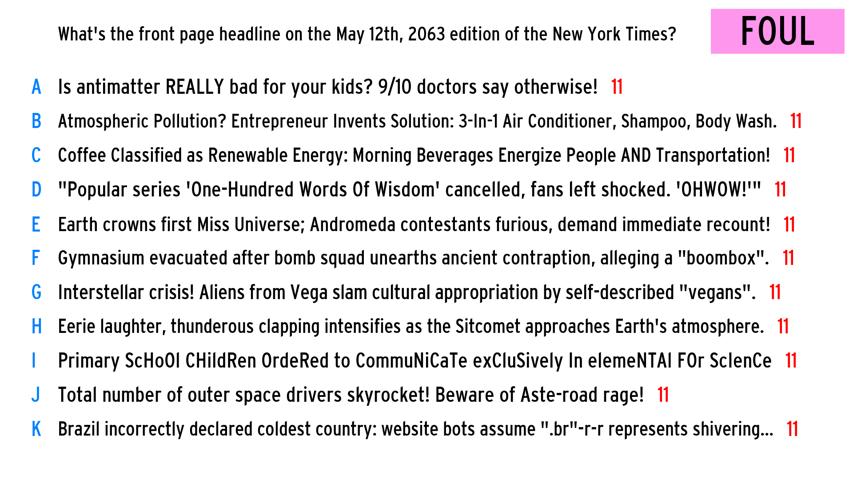 What's the front page headline on the May 12th, 2063 edition of the New York Times?
FOUL
A Is antimatter REALLY bad for your kids? 9/10 doctors say otherwise! 11
B Atmospheric Pollution? Entrepreneur Invents Solution: 3-In-1 Air Conditioner, Shampoo, Body Wash. 11
C Coffee Classified as Renewable Energy: Morning Beverages Energize People AND Transportation! 11
D "Popular series 'One-Hundred Words Of Wisdom' cancelled, fans left shocked. 'OHWOW!'" 11
E Earth crowns first Miss Universe; Andromeda contestants furious, demand immediate recount! 11
F Gymnasium evacuated after bomb squad unearths ancient contraption, alleging a "boombox". 11
G Interstellar crisis! Aliens from Vega slam cultural appropriation by self-described "vegans". 11
H Eerie laughter, thunderous clapping intensifies as the Sitcomet approaches Earth's atmosphere. 11
I Primary ScHoOl CHildRen OrdeRed to CommuNiCaTe exCluSively In elemeNTAl FOr ScIenCe 11
J Total number of outer space drivers skyrocket! Beware of Aste-road rage! 11
K Brazil incorrectly declared coldest country: website bots assume ".br"-r-r represents shivering... 11